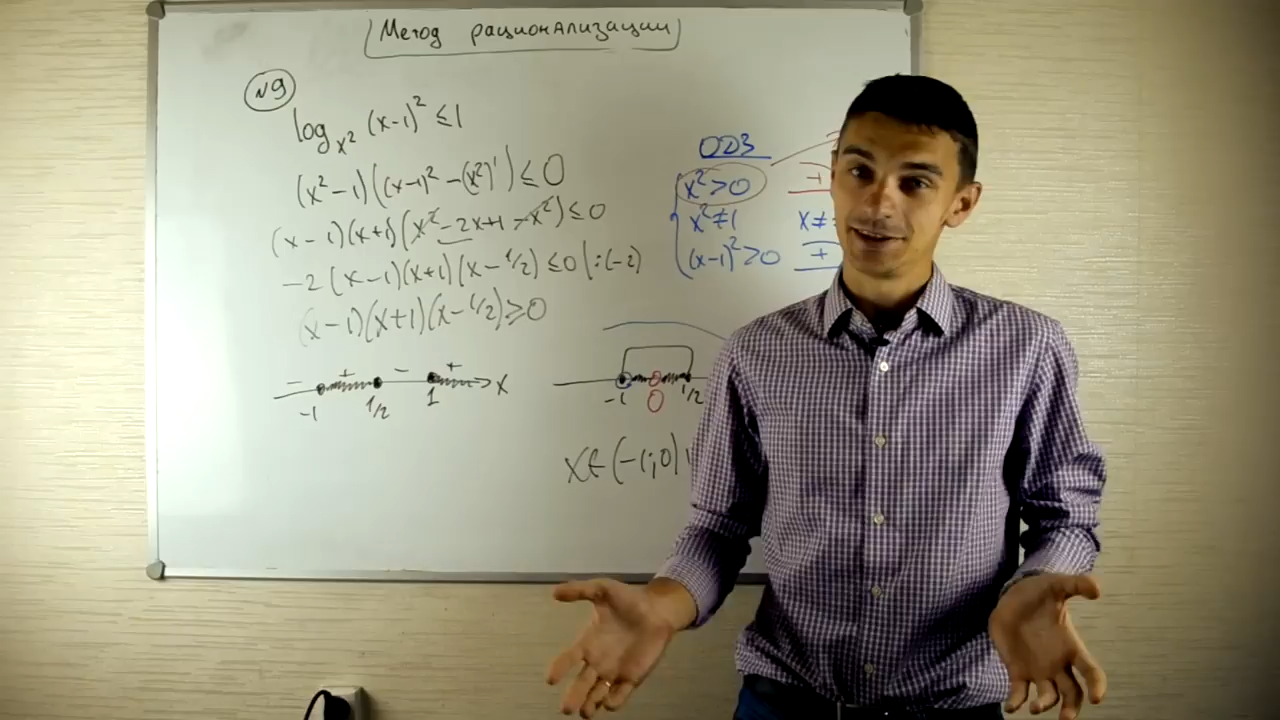 Метод рационализации
№9
log_{x²} (x-1)² ≤ 1
(x²-1)((x-1)² - (x²)¹) ≤ 0
(x-1)(x+1)(x² - 2x+1 - x²) ≤ 0
-2(x-1)(x+1)(x-1/2) ≤ 0 | :(-2)
(x-1)(x+1)(x-1/2) ≥ 0
- + - + x
-1 1/2 1
ОДЗ
x² > 0 +
x² ≠ 1 x ≠
(x-1)² > 0 +
-1 0 1/2
x ∈ (-1;0)